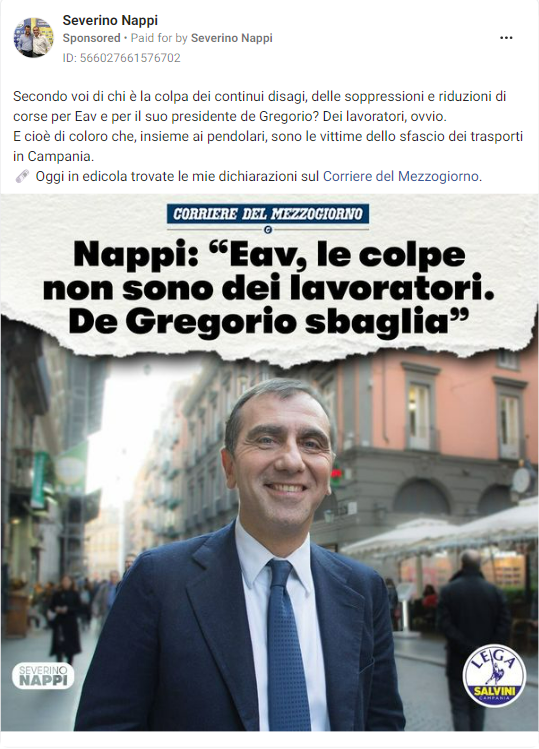 Severino Nappi
Sponsored • Paid for by Severino Nappi
ID: 566027661576702
Secondo voi di chi è la colpa dei continui disagi, delle soppressioni e riduzioni di
corse per Eav e per il suo presidente de Gregorio? Dei lavoratori, ovvio.
E cioè di coloro che, insieme ai pendolari, sono le vittime dello sfascio dei trasporti
in Campania.
🗞️ Oggi in edicola trovate le mie dichiarazioni sul Corriere del Mezzogiorno.
CORRIERE DEL MEZZOGIORNO
Nappi: “Eav, le colpe
non sono dei lavoratori.
De Gregorio sbaglia”
SEVERINO
NAPPI
LEGA
SALVINI
CAMPANIA